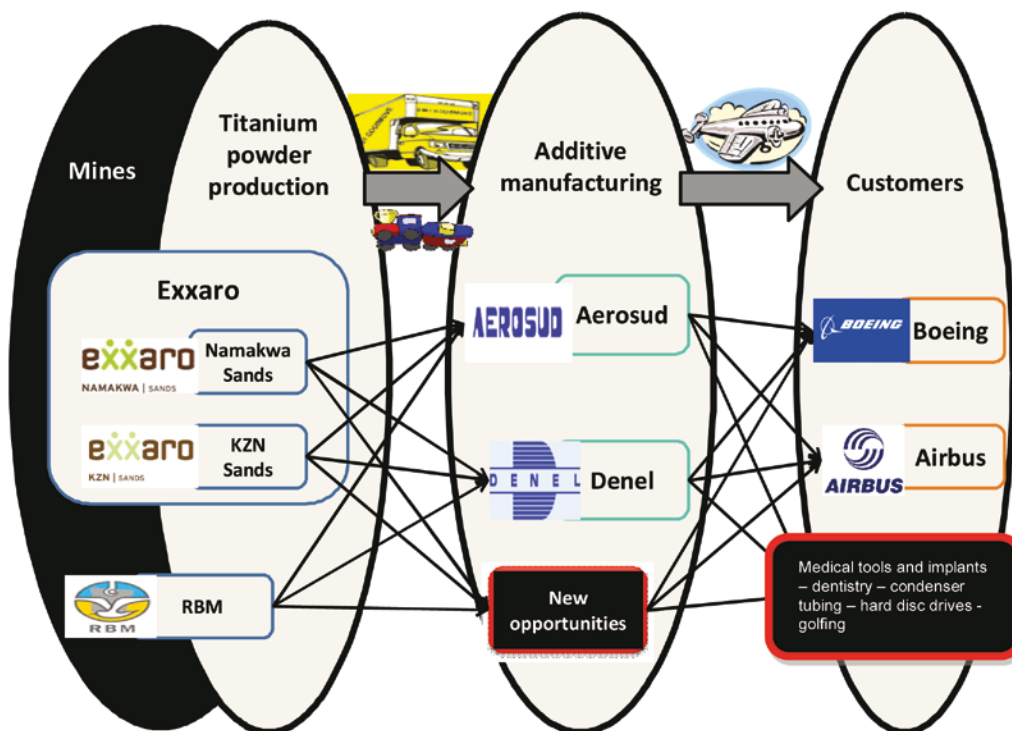 Mines
Titanium
powder
production
Additive
manufacturing
Customers
Exxaro
exxaro
NAMAKWA | SANDS
Namakwa
Sands
exxaro
KZN | SANDS
KZN
Sands
RBM
RBM
AEROSUD
Aerosud
DENEL
Denel
New
opportunities
BOEING
Boeing
AIRBUS
Airbus
Medical tools and implants
– dentistry – condenser
tubing – hard disc drives -
golfing